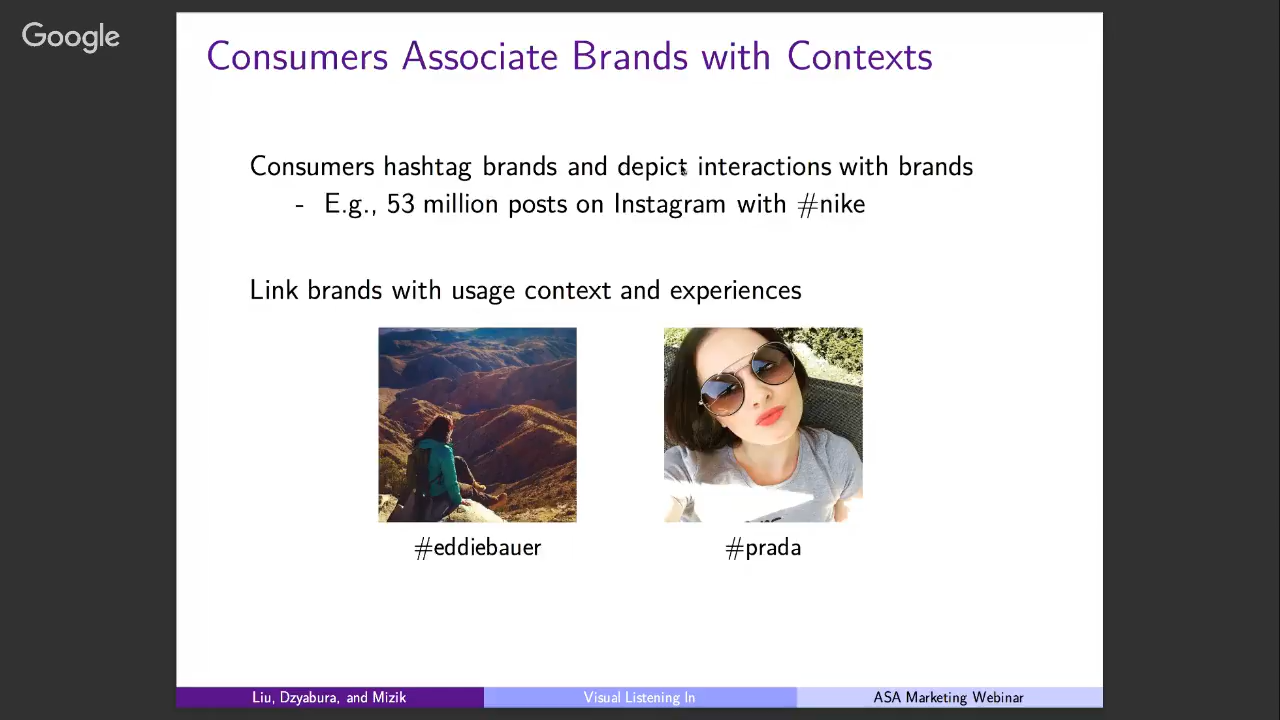 Google
Consumers Associate Brands with Contexts
Consumers hashtag brands and depict interactions with brands
- E.g., 53 million posts on Instagram with #nike
Link brands with usage context and experiences
#eddiebauer
#prada
Liu, Dzyabura, and Mizik
Visual Listening In
ASA Marketing Webinar